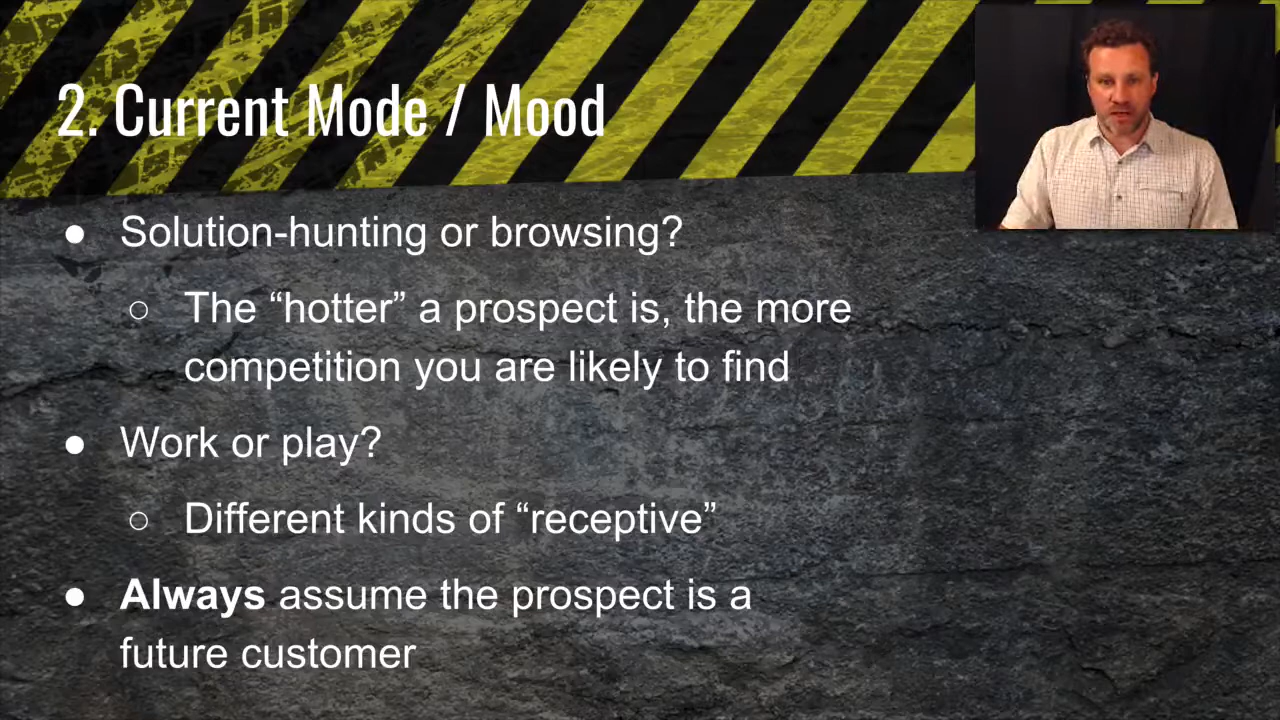 2. Current Mode / Mood
● Solution-hunting or browsing?
○ The “hotter” a prospect is, the more
competition you are likely to find
● Work or play?
○ Different kinds of “receptive”
● Always assume the prospect is a
future customer